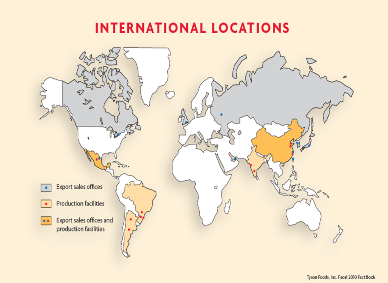 INTERNATIONAL LOCATIONS
Export sales offices
Production facilities
Export sales offices and
production facilities
Tyson Foods, Inc. Fiscal 2010 Fact Book